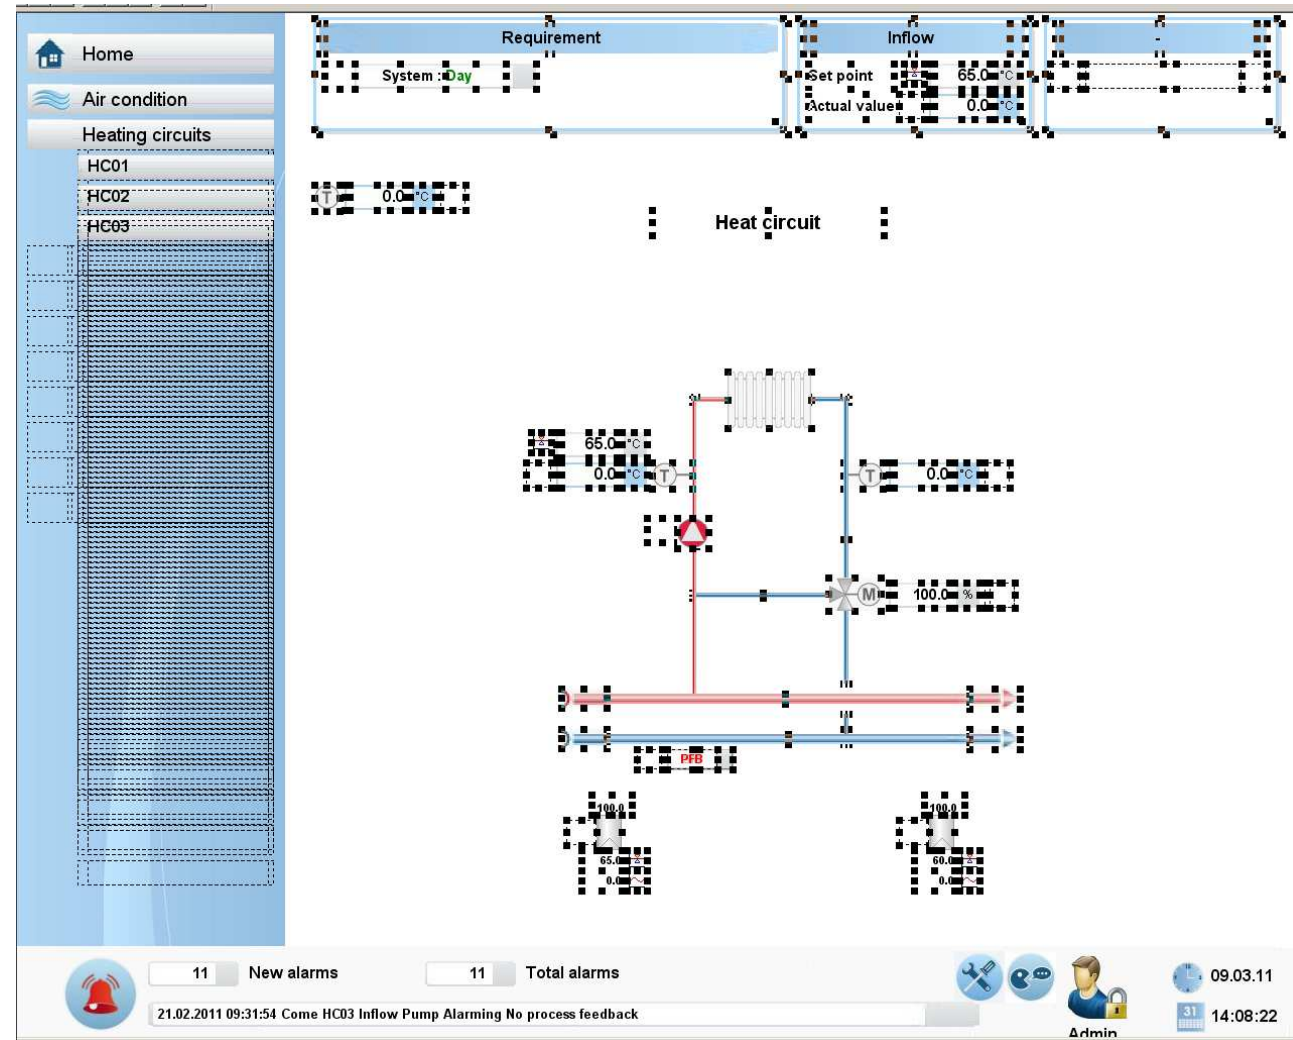 Home
Air condition
Heating circuits
HC01
HC02
HC03
Requirement
System : Day
Inflow
Set point 65.0 °C
Actual value 0.0 °C
-
T 0.0 °C
Heat circuit
65.0 °C
0.0 °C T
T 0.0 °C
M 100.0 %
PFB
100.0
65.0
0.0
100.0
60.0
0.0
11 New alarms
11 Total alarms
21.02.2011 09:31:54 Come HC03 Inflow Pump Alarming No process feedback
Admin
09.03.11
31
14:08:22